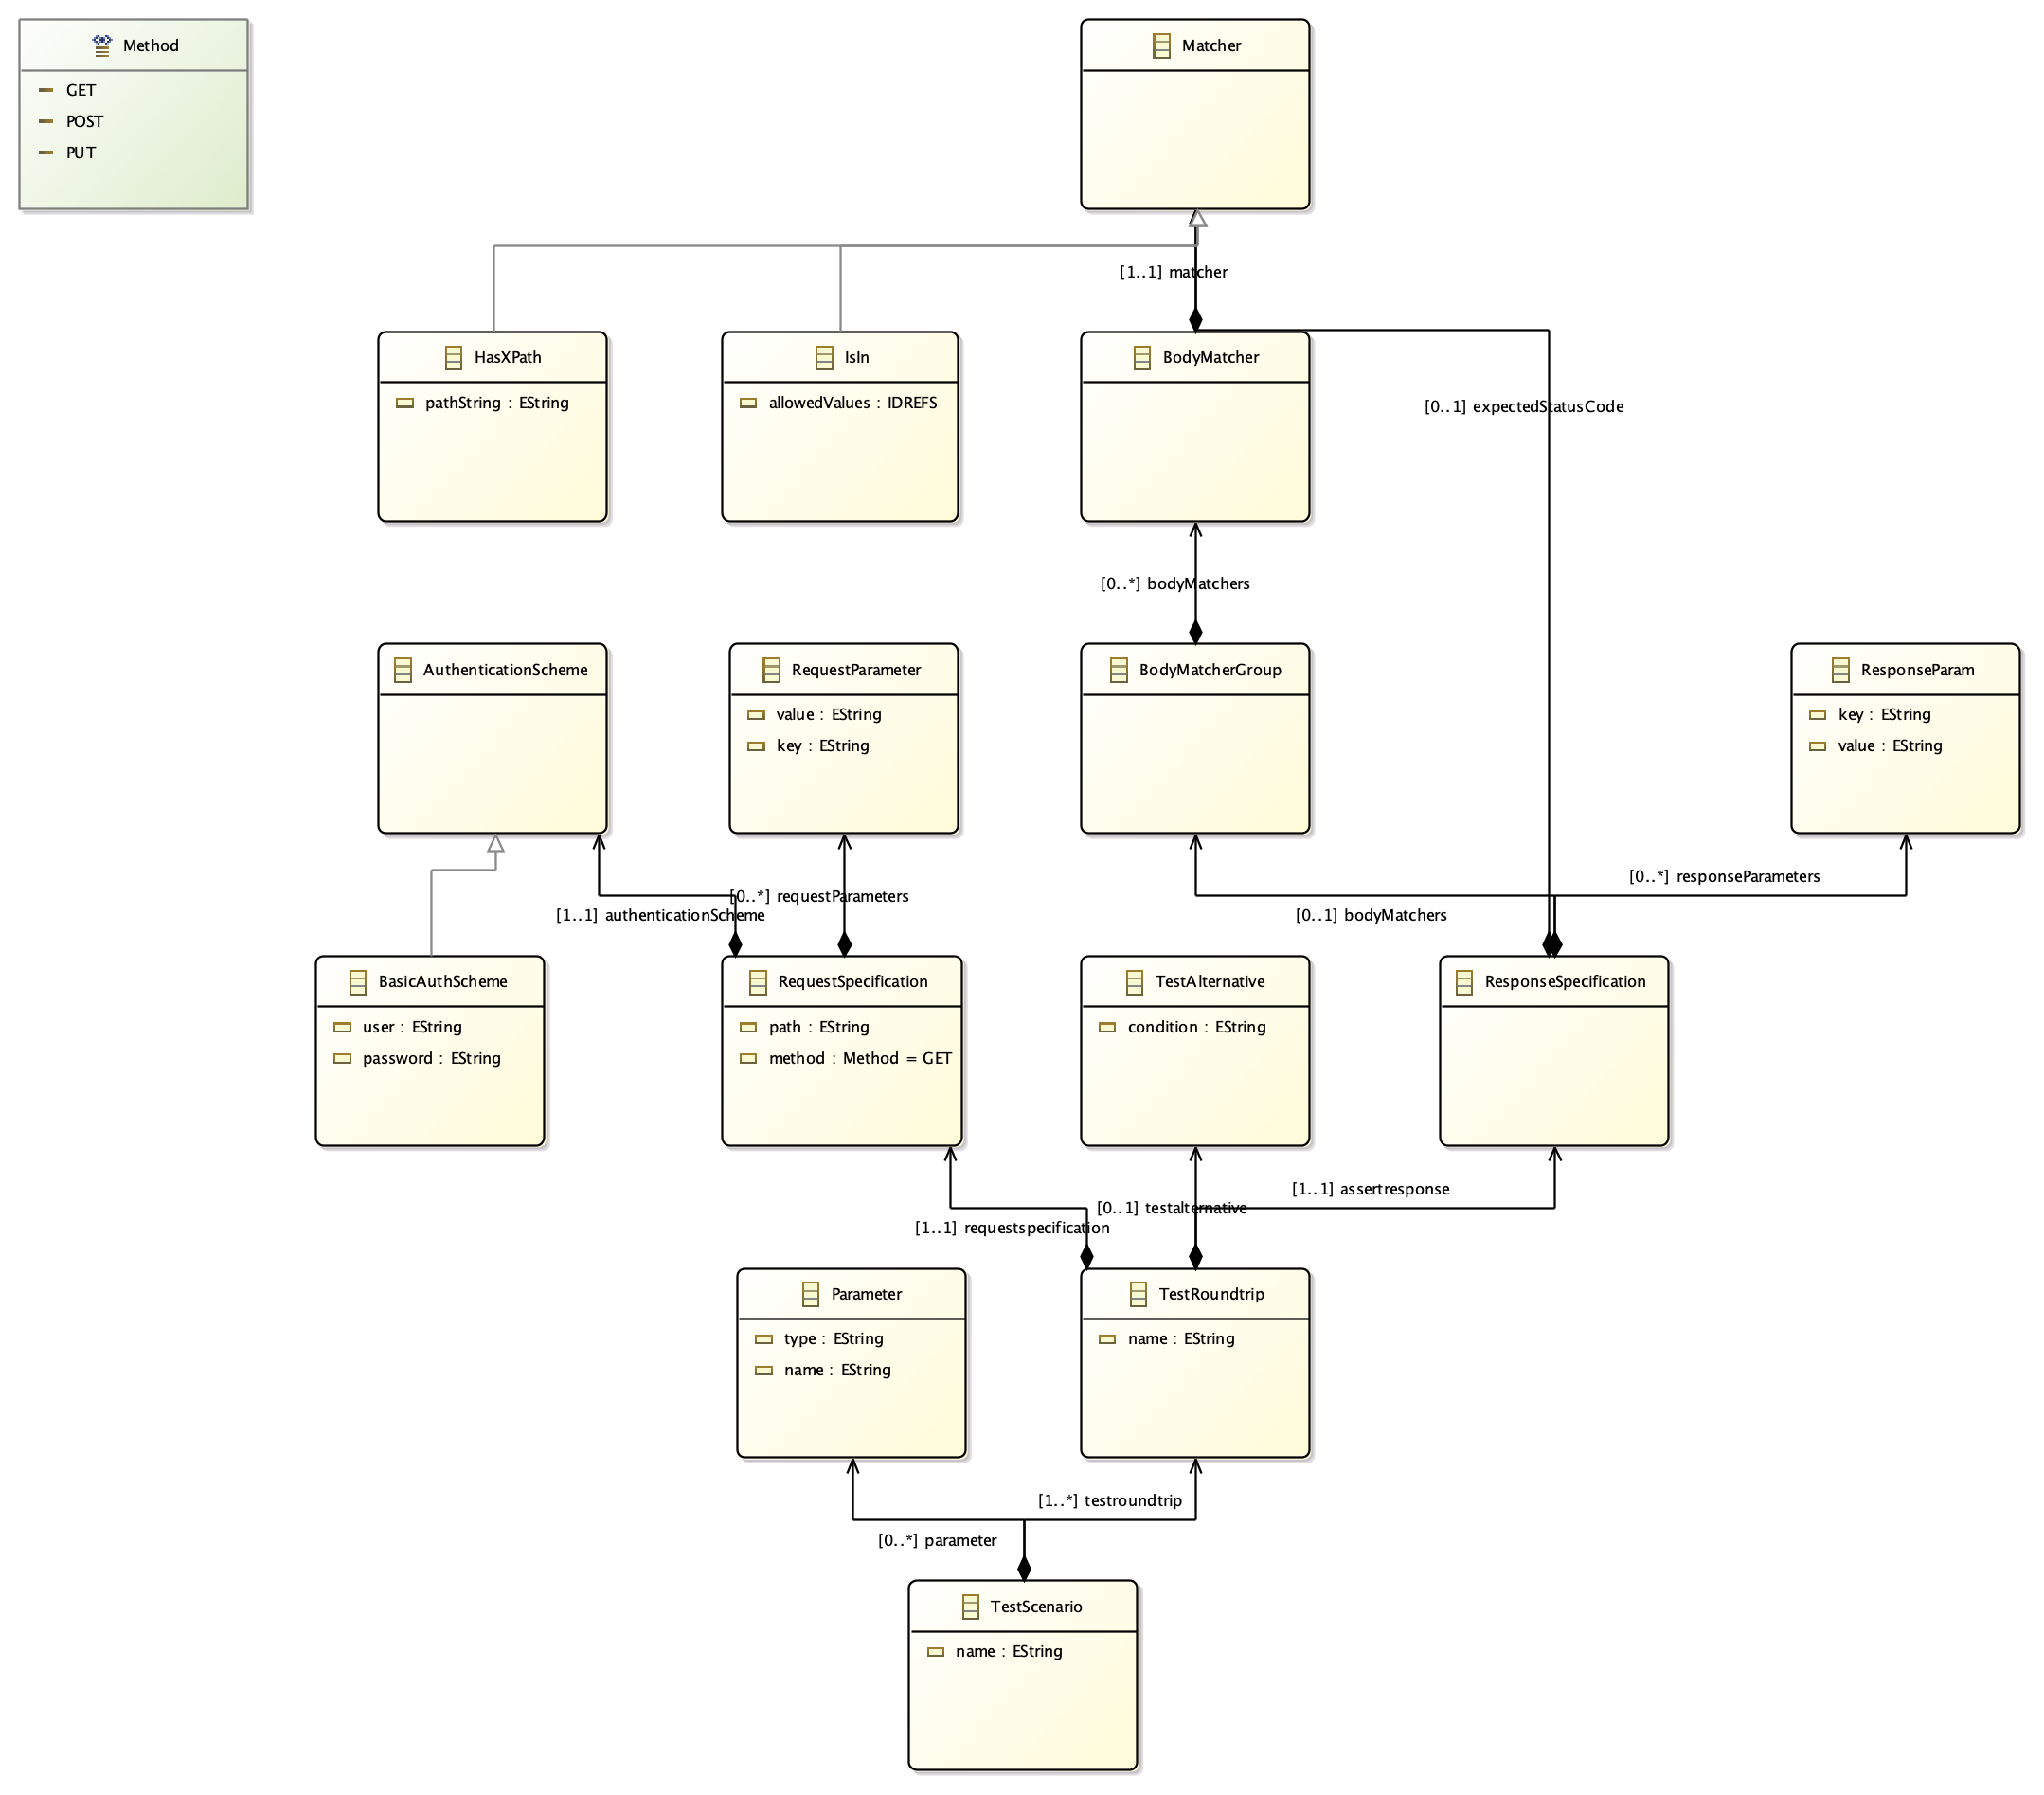 Method
GET
POST
PUT
Matcher
[1..1] matcher
HasXPath
pathString : EString
IsIn
allowedValues : IDREFS
BodyMatcher
[0..1] expectedStatusCode
[0..*] bodyMatchers
AuthenticationScheme
RequestParameter
value : EString
key : EString
BodyMatcherGroup
ResponseParam
key : EString
value : EString
[0..*] requestParameters
[1..1] authenticationScheme
[0..*] responseParameters
[0..1] bodyMatchers
BasicAuthScheme
user : EString
password : EString
RequestSpecification
path : EString
method : Method = GET
TestAlternative
condition : EString
ResponseSpecification
[1..1] assertresponse
[0..1] testalternative
[1..1] requestspecification
Parameter
type : EString
name : EString
TestRoundtrip
name : EString
[1..*] testroundtrip
[0..*] parameter
TestScenario
name : EString